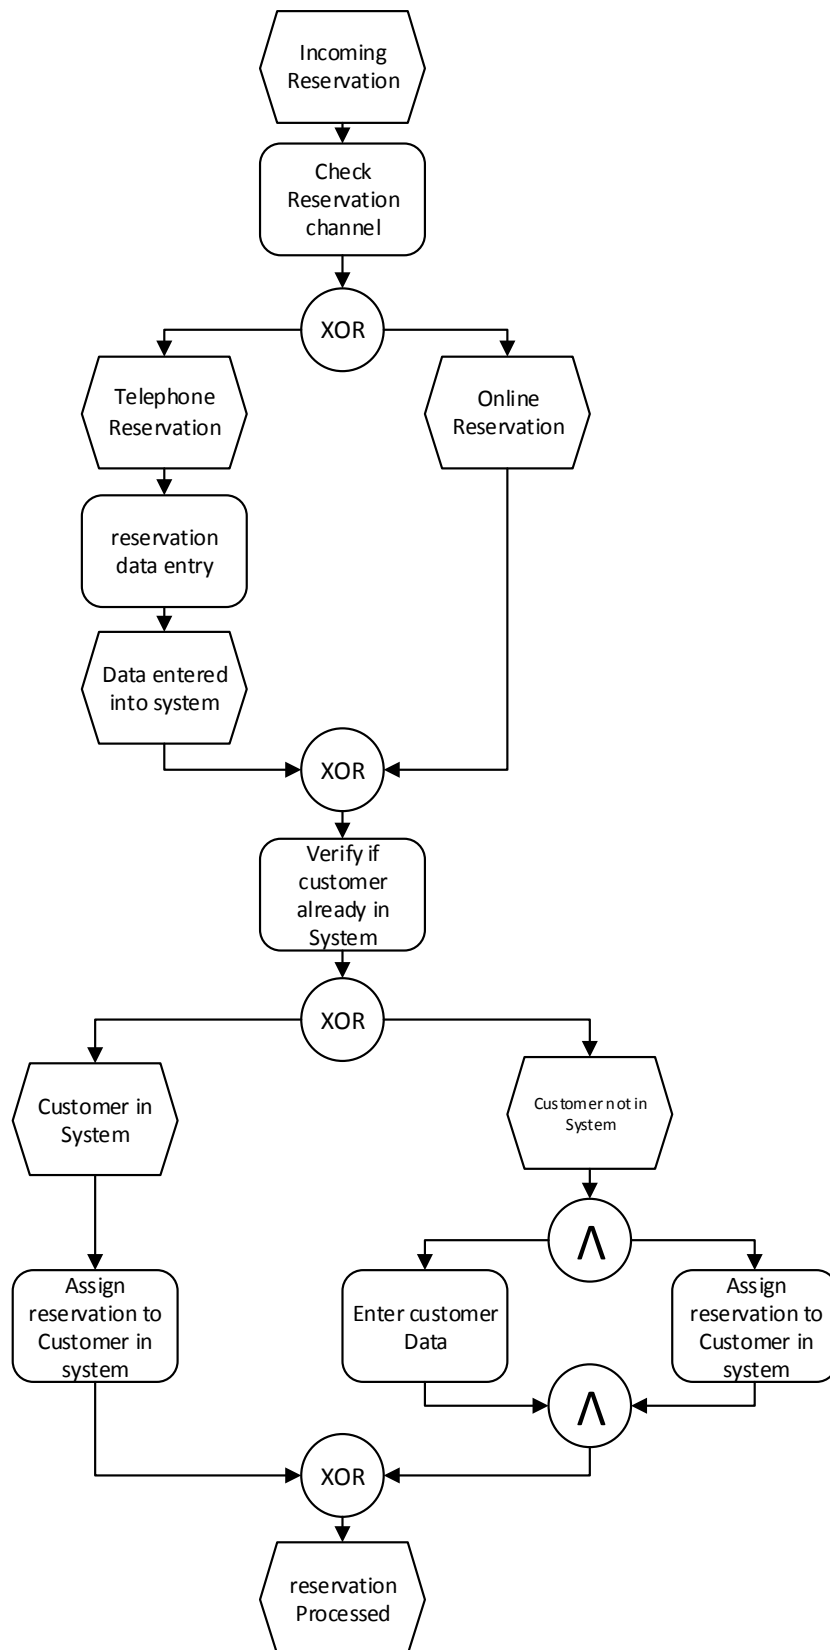 Incoming
Reservation
Check
Reservation
channel
XOR
Telephone
Reservation
Online
Reservation
reservation
data entry
Data entered
into system
XOR
Verify if
customer
already in
System
XOR
Customer in
System
Customer not in
System
Λ
Assign
reservation to
Customer in
system
Enter customer
Data
Assign
reservation to
Customer in
system
Λ
XOR
reservation
Processed